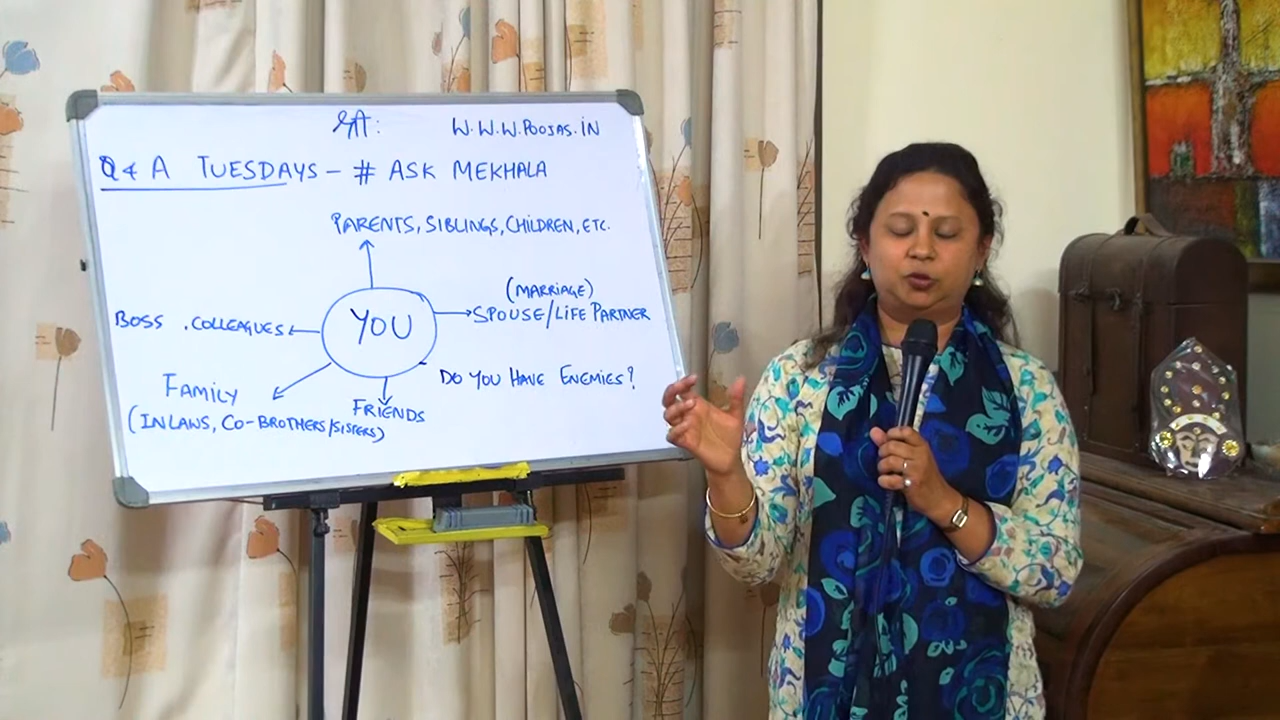 W.W.W.POOJAS.IN
Q & A TUESDAYS - # ASK MEKHALA
PARENTS, SIBLINGS, CHILDREN, ETC.
(MARRIAGE)
SPOUSE/LIFE PARTNER
BOSS . COLLEAGUES
YOU
DO YOU HAVE ENEMIES?
FAMILY
(INLAWS, CO-BROTHERS/SISTERS)
FRIENDS